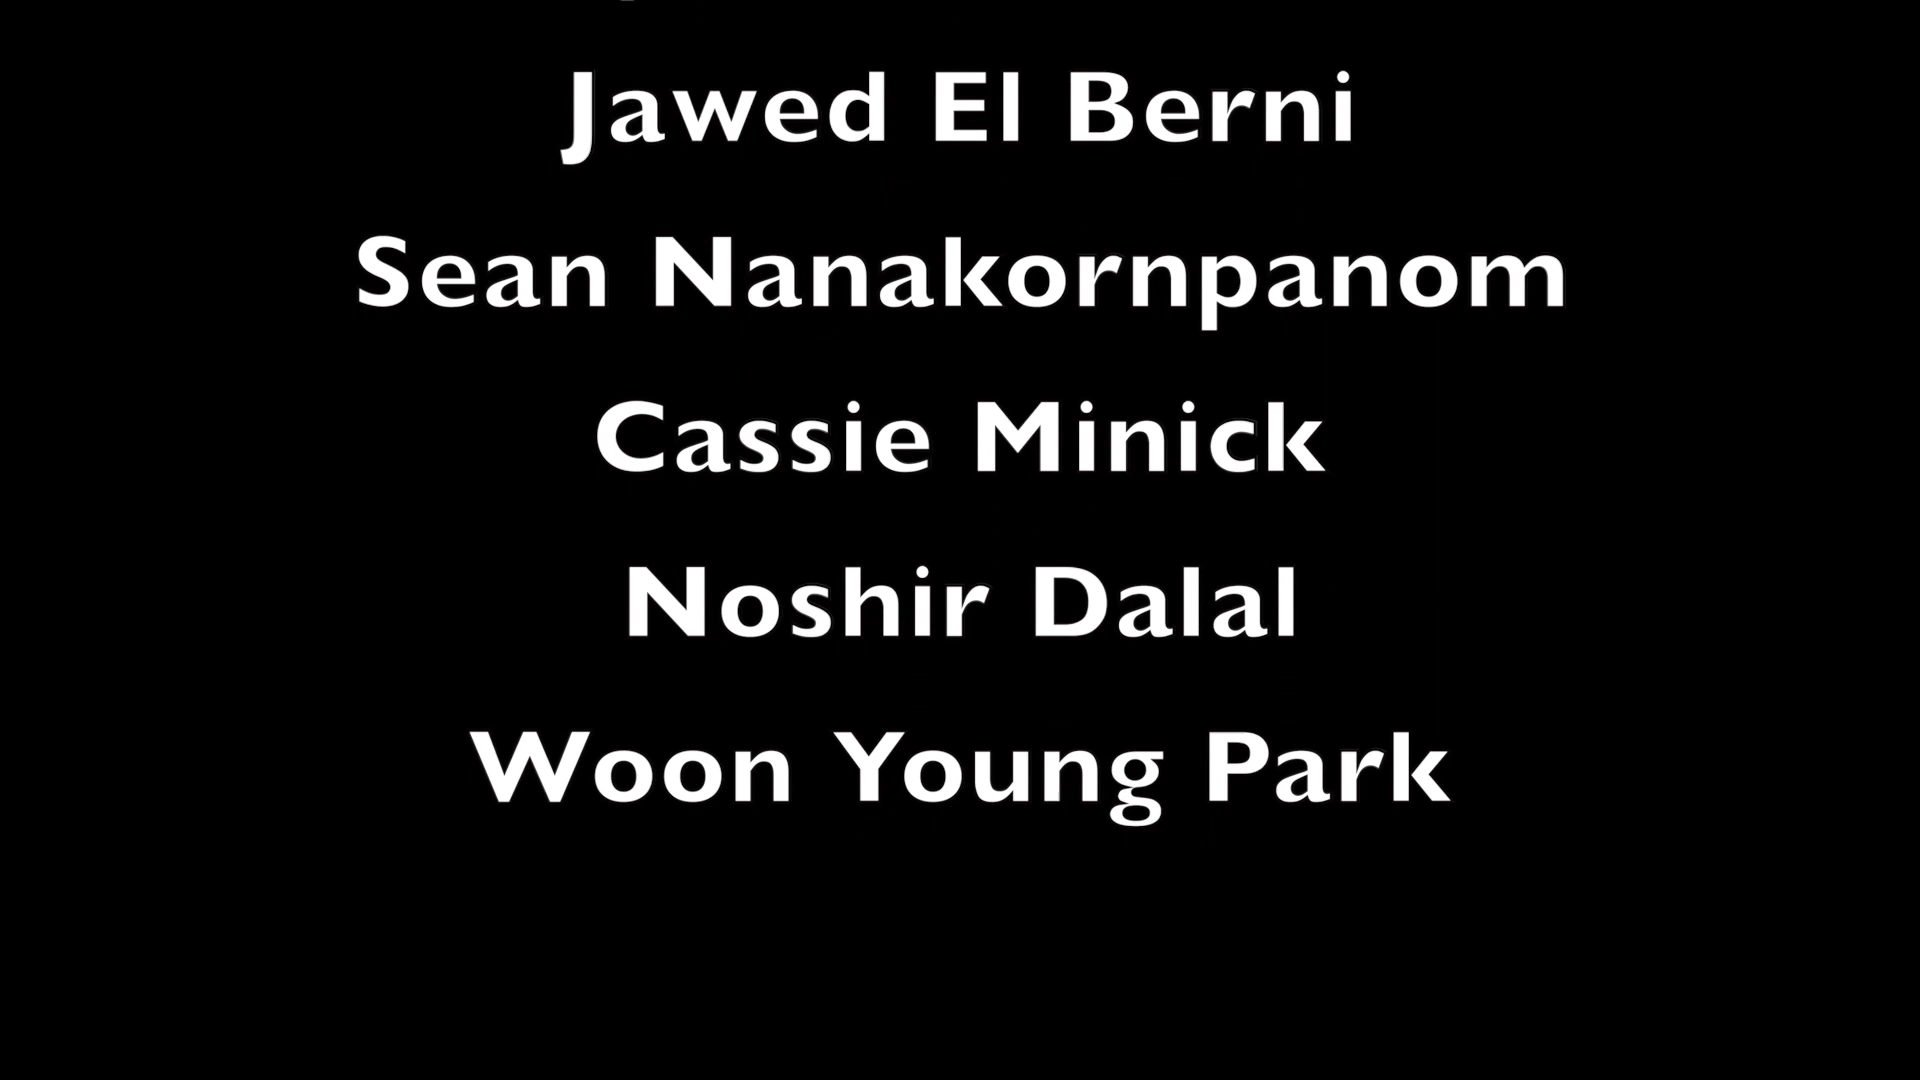 Jawed El Berni
Sean Nanakornpanom
Cassie Minick
Noshir Dalal
Woon Young Park